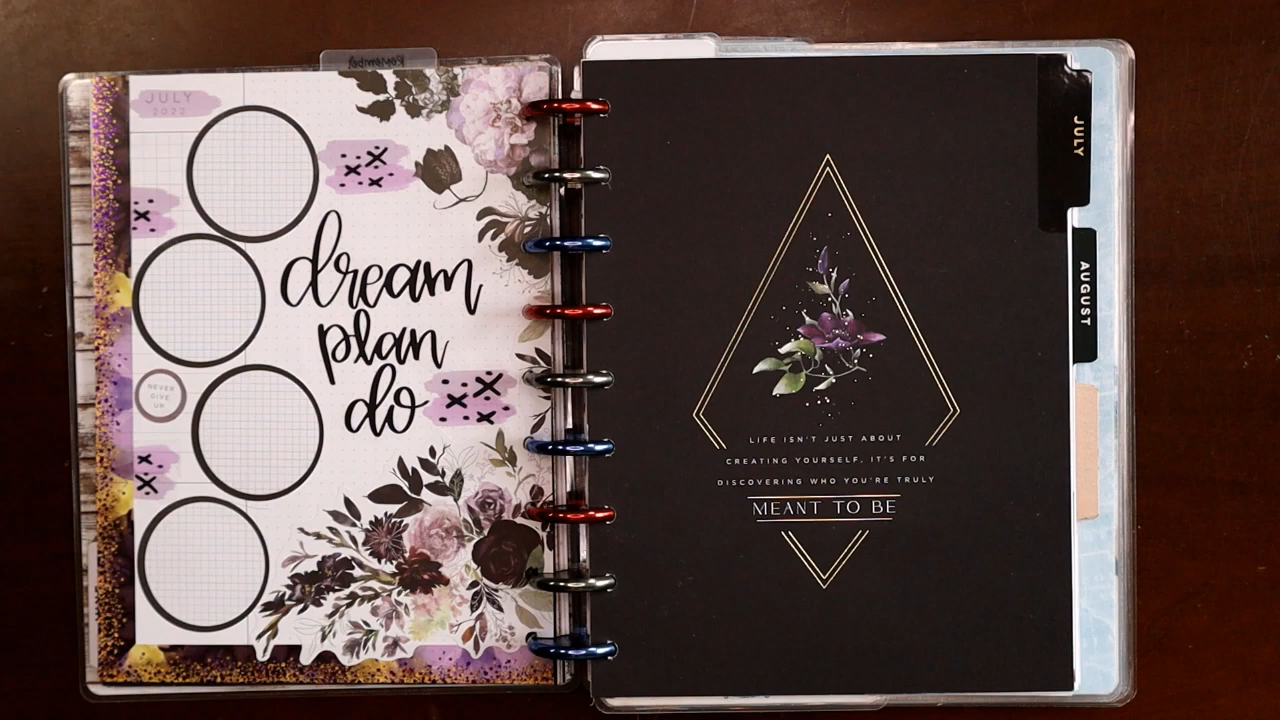 JULY
2022
dream
plan
do
NEVER
GIVE
UP
JULY
AUGUST
LIFE ISN'T JUST ABOUT
CREATING YOURSELF, IT'S FOR
DISCOVERING WHO YOU'RE TRULY
MEANT TO BE